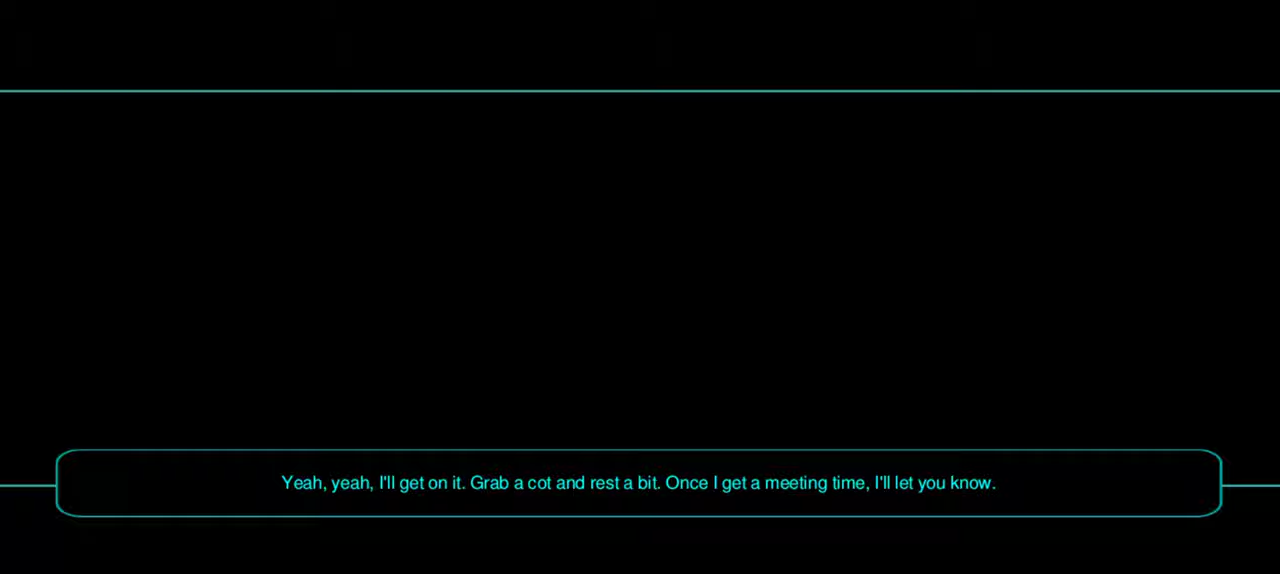 Yeah, yeah, I'll get on it. Grab a cot and rest a bit. Once I get a meeting time, I'll let you know.